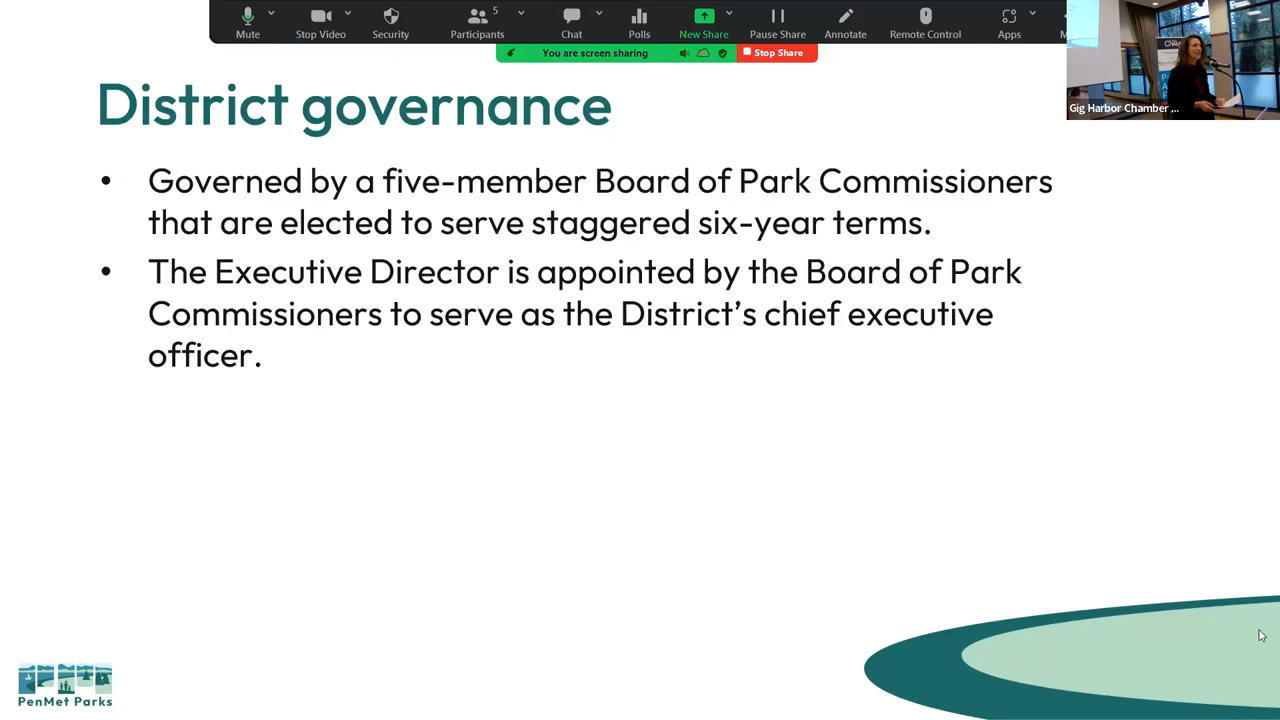 5
Mute
Stop Video
Security
Participants
Chat
Polls
New Share
Pause Share
Annotate
Remote Control
Apps
You are screen sharing
Stop Share
Gig Harbor Chamber ...
District governance
• Governed by a five-member Board of Park Commissioners
that are elected to serve staggered six-year terms.
• The Executive Director is appointed by the Board of Park
Commissioners to serve as the District’s chief executive
officer.
PenMet Parks